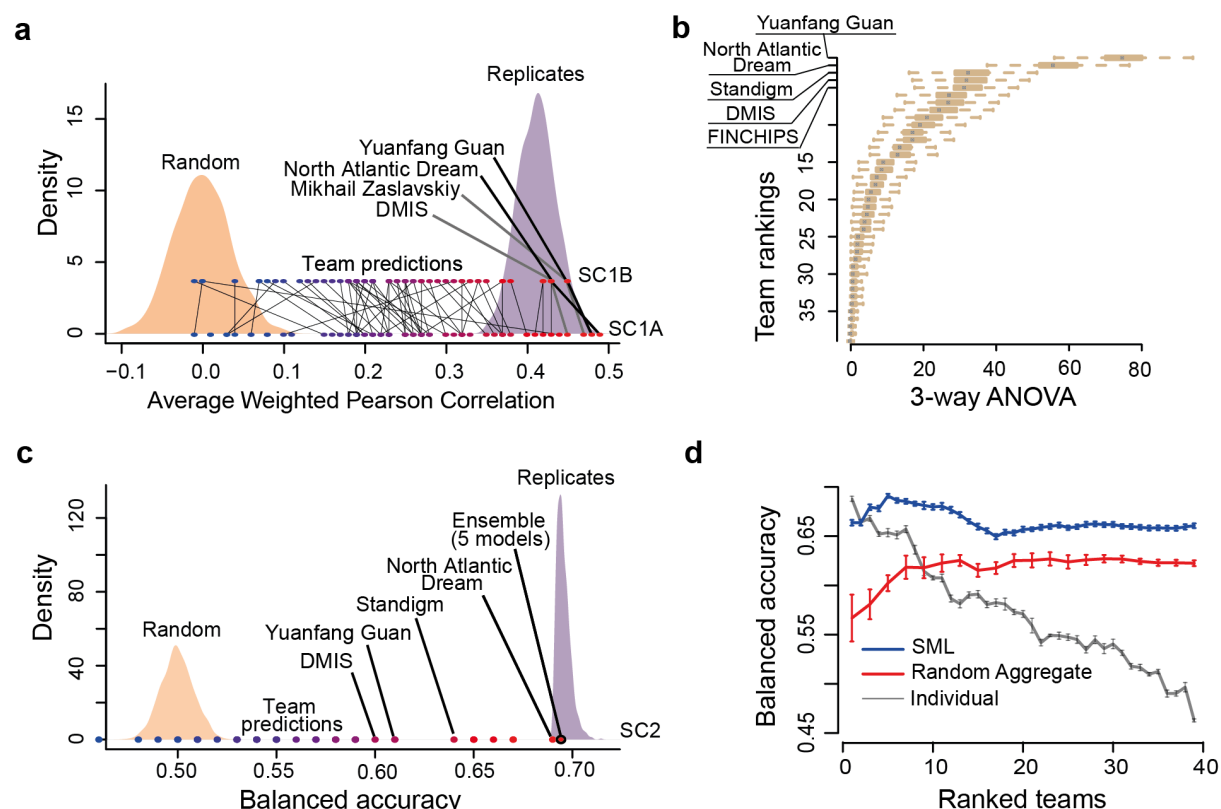 a
Replicates
15
Random
Yuanfang Guan
North Atlantic Dream
Mikhail Zaslavskiy
DMIS
Density
10
5
0
Team predictions
SC1B
SC1A
−0.1 0.0 0.1 0.2 0.3 0.4 0.5
Average Weighted Pearson Correlation
b
Yuanfang Guan
North Atlantic
Dream
Standigm
DMIS
FINCHIPS
Team rankings
15
20
25
30
35
0 20 40 60 80
3-way ANOVA
c
Replicates
120
80
40
0
Density
Ensemble
(5 models)
North Atlantic
Dream
Standigm
Yuanfang Guan
DMIS
Random
Team
predictions
SC2
0.50 0.55 0.60 0.65 0.70
Balanced accuracy
d
Balanced accuracy
0.65
0.55
0.45
SML
Random Aggregate
Individual
0 10 20 30 40
Ranked teams